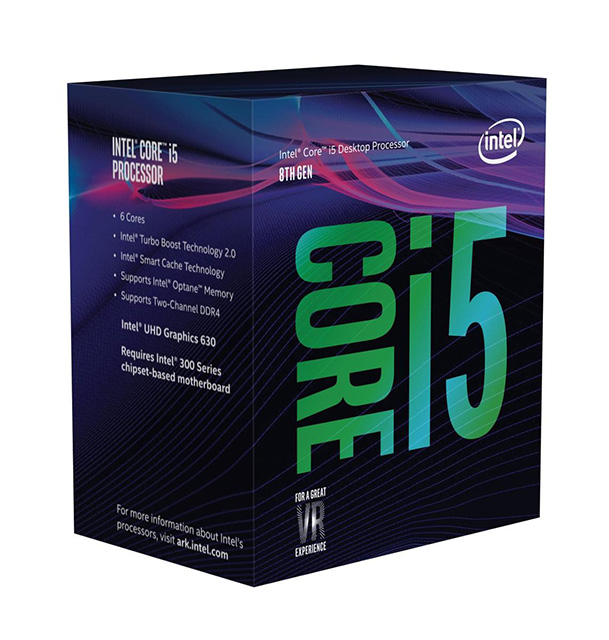 INTEL® CORE™ i5
PROCESSOR
• 6 Cores
• Intel® Turbo Boost Technology 2.0
• Intel® Smart Cache Technology
• Supports Intel® Optane™ Memory
• Supports Two-Channel DDR4
Intel® UHD Graphics 630
Requires Intel® 300 Series
chipset-based motherboard
For more information about Intel's
processors, visit ark.intel.com
Intel® Core™ i5 Desktop Processor
8TH GEN
intel®
CORE i5
FOR A GREAT
VR
EXPERIENCE